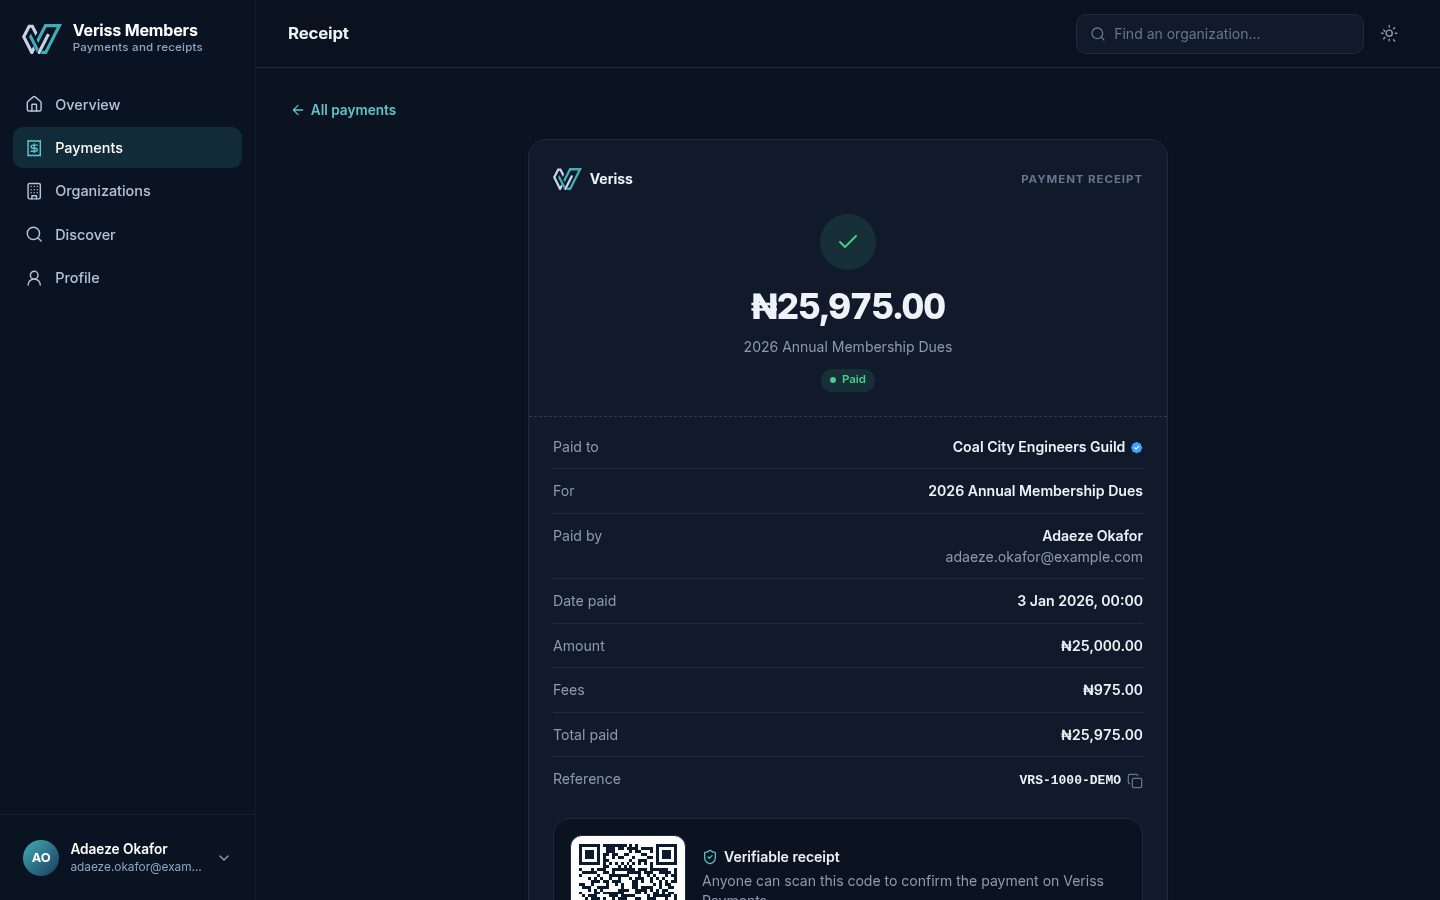 Veriss Members
Payments and receipts
Overview
Payments
Organizations
Discover
Profile
AO
Adaeze Okafor
adaeze.okafor@exam...
Receipt
Find an organization...
All payments
Veriss
PAYMENT RECEIPT
₦25,975.00
2026 Annual Membership Dues
Paid
Paid to
Coal City Engineers Guild
For
2026 Annual Membership Dues
Paid by
Adaeze Okafor
adaeze.okafor@example.com
Date paid
3 Jan 2026, 00:00
Amount
₦25,000.00
Fees
₦975.00
Total paid
₦25,975.00
Reference
VRS-1000-DEMO
Verifiable receipt
Anyone can scan this code to confirm the payment on Veriss
Payments